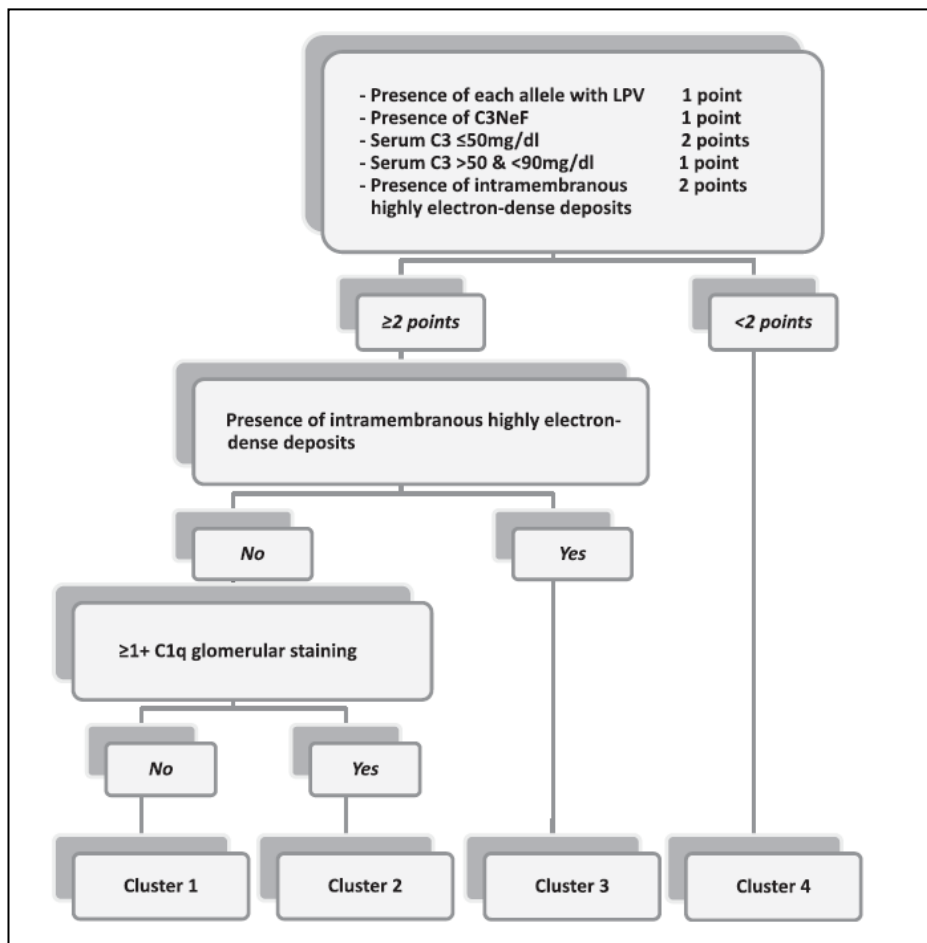 - Presence of each allele with LPV 1 point
- Presence of C3NeF 1 point
- Serum C3 ≤50mg/dl 2 points
- Serum C3 >50 & <90mg/dl 1 point
- Presence of intramembranous 2 points
highly electron-dense deposits
≥2 points
<2 points
Presence of intramembranous highly electron-
dense deposits
No
Yes
≥1+ C1q glomerular staining
No
Yes
Cluster 1
Cluster 2
Cluster 3
Cluster 4